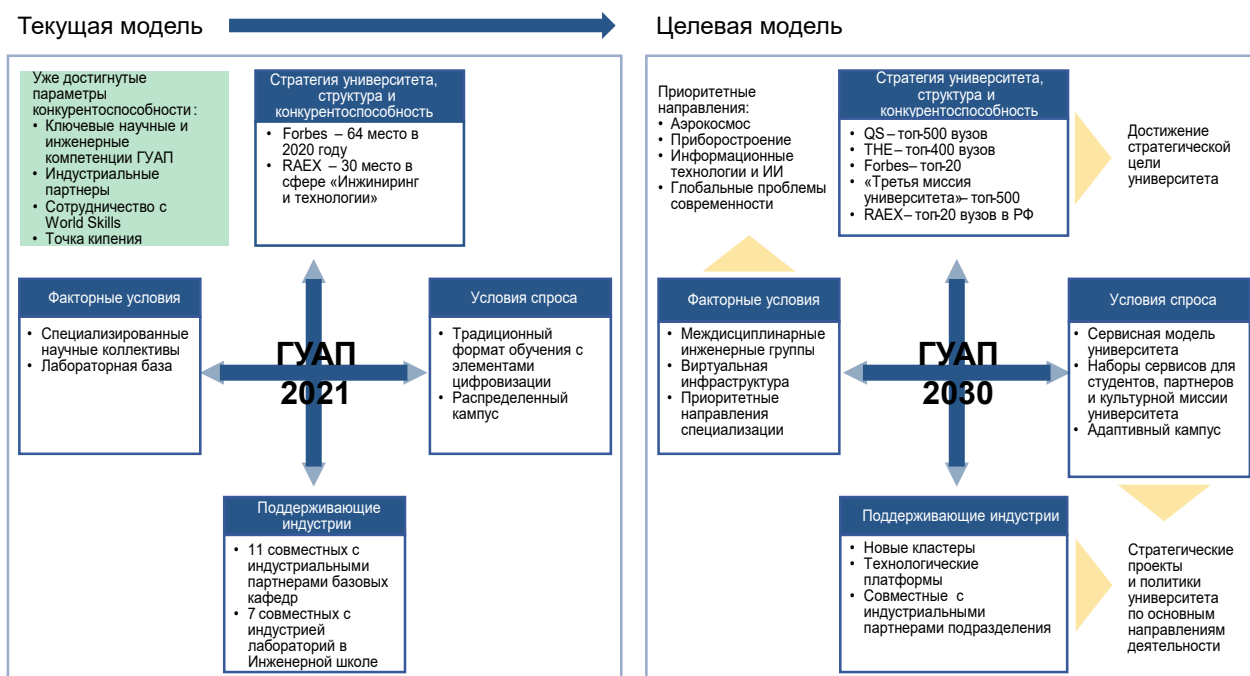 Текущая модель
Уже достигнутые
параметры
конкурентоспособности:
• Ключевые научные и
инженерные
компетенции ГУАП
• Индустриальные
партнеры
• Сотрудничество с
World Skills
• Точка кипения
Стратегия университета,
структура и
конкурентоспособность
• Forbes – 64 место в
2020 году
• RAEX – 30 место в
сфере «Инжиниринг
и технологии»
Факторные условия
• Специализированные
научные коллективы
• Лабораторная база
ГУАП
2021
Условия спроса
• Традиционный
формат обучения с
элементами
цифровизации
• Распределенный
кампус
Поддерживающие
индустрии
• 11 совместных с
индустриальными
партнерами базовых
кафедр
• 7 совместных с
индустрией
лабораторий в
Инженерной школе
Целевая модель
Приоритетные
направления:
• Аэрокосмос
• Приборостроение
• Информационные
технологии и ИИ
• Глобальные проблемы
современности
Стратегия университета,
структура и
конкурентоспособность
• QS – топ-500 вузов
• THE – топ-400 вузов
• Forbes – топ-20
• «Третья миссия
университета» – топ-500
• RAEX – топ-20 вузов в РФ
Достижение
стратегической
цели
университета
Факторные условия
• Междисциплинарные
инженерные группы
• Виртуальная
инфраструктура
• Приоритетные
направления
специализации
ГУАП
2030
Условия спроса
• Сервисная модель
университета
• Наборы сервисов для
студентов, партнеров
и культурной миссии
университета
• Адаптивный кампус
Поддерживающие индустрии
• Новые кластеры
• Технологические
платформы
• Совместные с
индустриальными
партнерами подразделения
Стратегические
проекты
и политики
университета
по основным
направлениям
деятельности